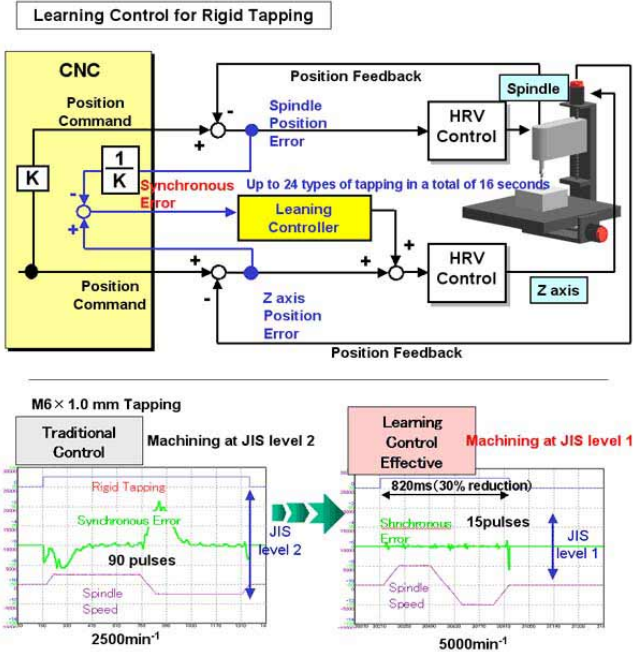 Learning Control for Rigid Tapping
CNC
Position Feedback
Position
Command
-
+
Spindle
Position
Error
HRV
Control
Spindle
K
1
K
-
+
Synchronous
Error
Up to 24 types of tapping in a total of 16 seconds
Leaning
Controller
+
+
Position
Command
+
-
Z axis
Position
Error
HRV
Control
Z axis
Position Feedback
M6×1.0 mm Tapping
Traditional
Control
Machining at JIS level 2
Rigid Tapping
Synchronous Error
90 pulses
JIS
level 2
Spindle
Speed
2500min-1
Learning
Control
Effective
Machining at JIS level 1
820ms(30% reduction)
Shnchronous
Error
15pulses
JIS
level 1
Spindle
Speed
5000min-1